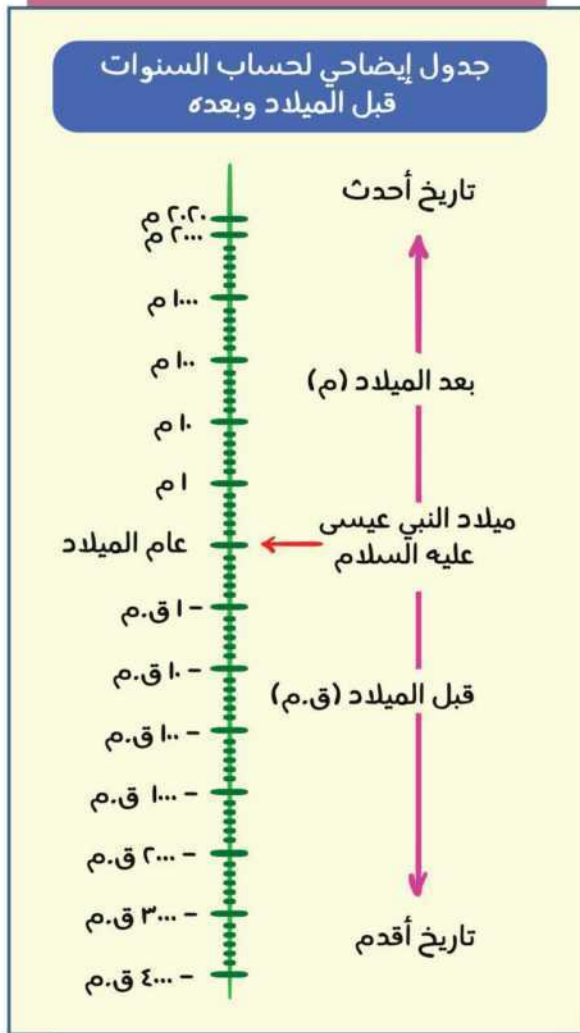 جدول إيضاحي لحساب السنوات
قبل الميلاد وبعده
تاريخ أحدث
٢٠٢٠ م
٢٠٠٠ م
١٠٠٠ م
١٠٠ م
بعد الميلاد (م)
١٠ م
١ م
ميلاد النبي عيسى
عليه السلام
عام الميلاد
- ١ ق.م
- ١٠ ق.م
قبل الميلاد (ق.م)
- ١٠٠ ق.م
- ١٠٠٠ ق.م
- ٢٠٠٠ ق.م
- ٣٠٠٠ ق.م
تاريخ أقدم
- ٤٠٠٠ ق.م